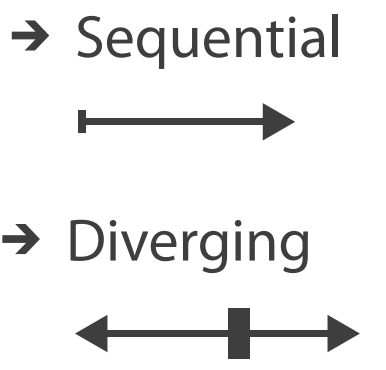 ➔ Sequential
➔ Diverging